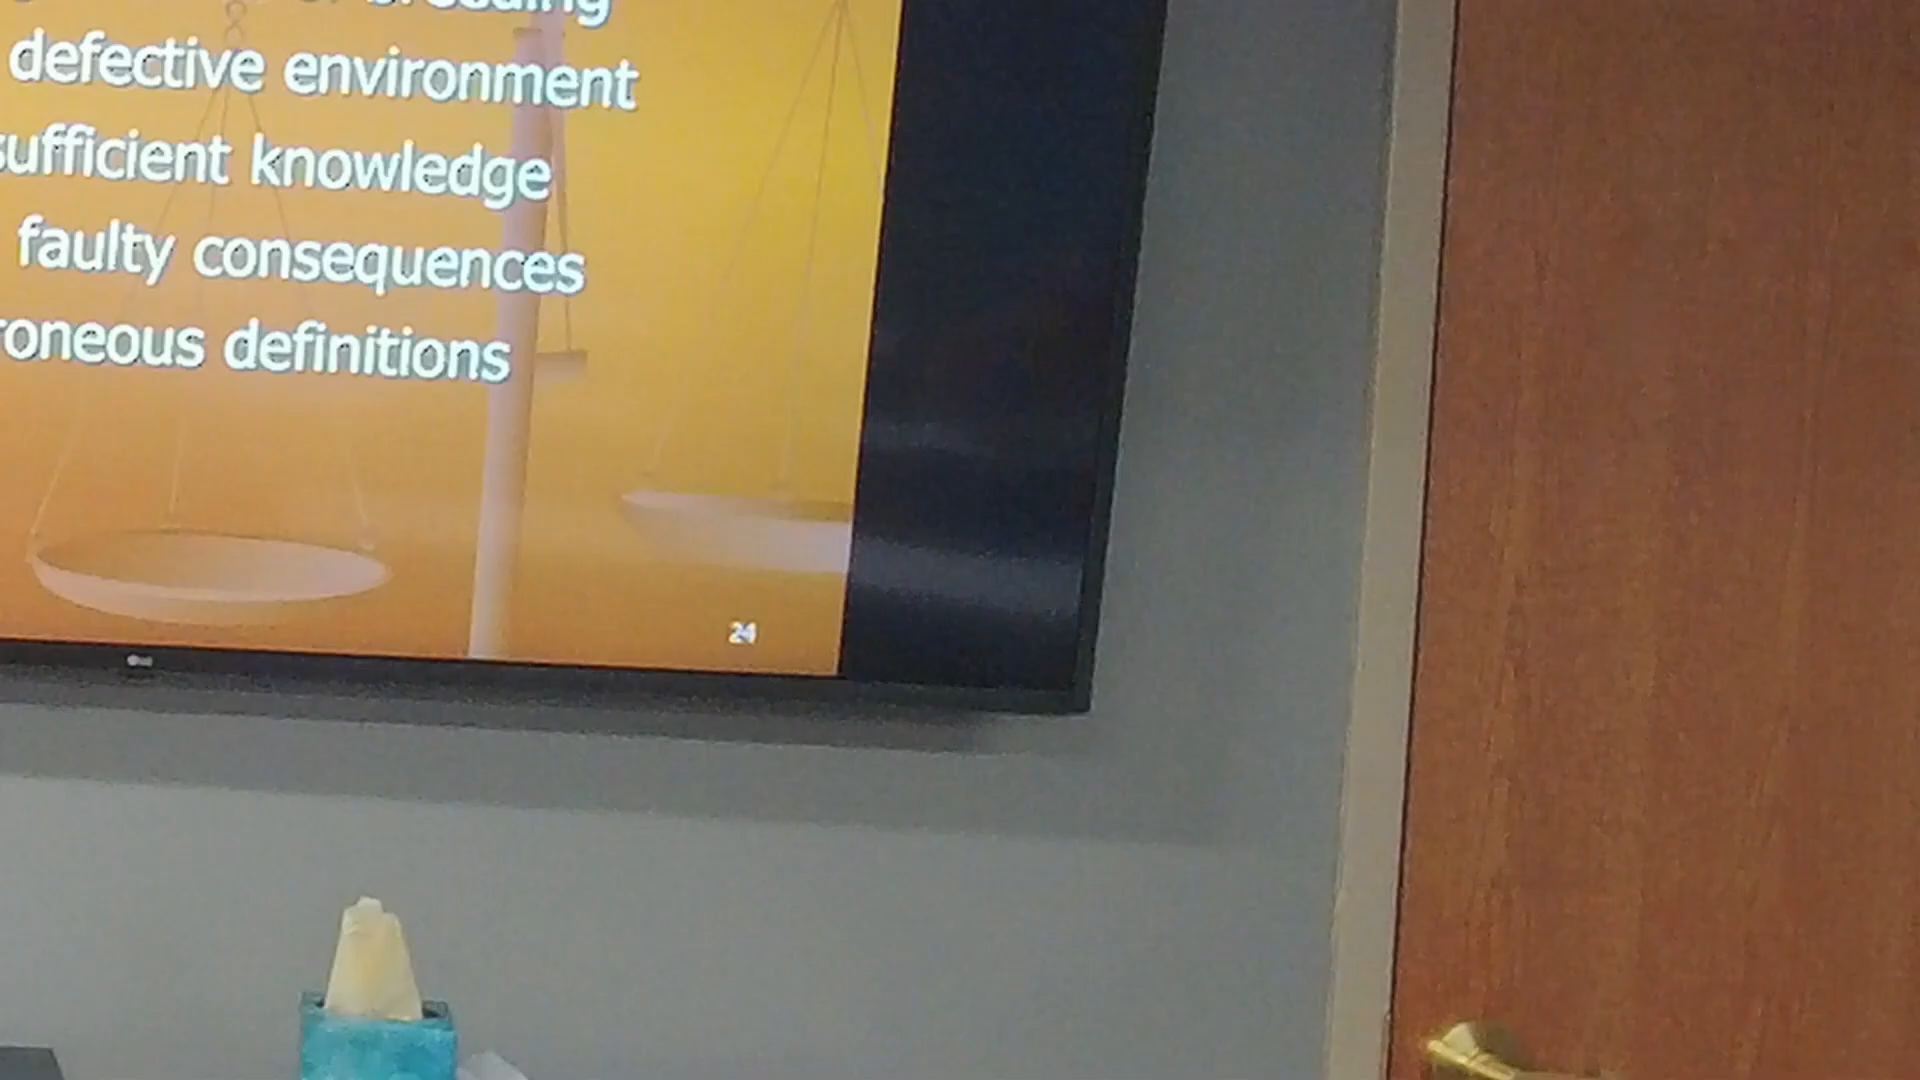 defective environment
sufficient knowledge
faulty consequences
roneous definitions
24